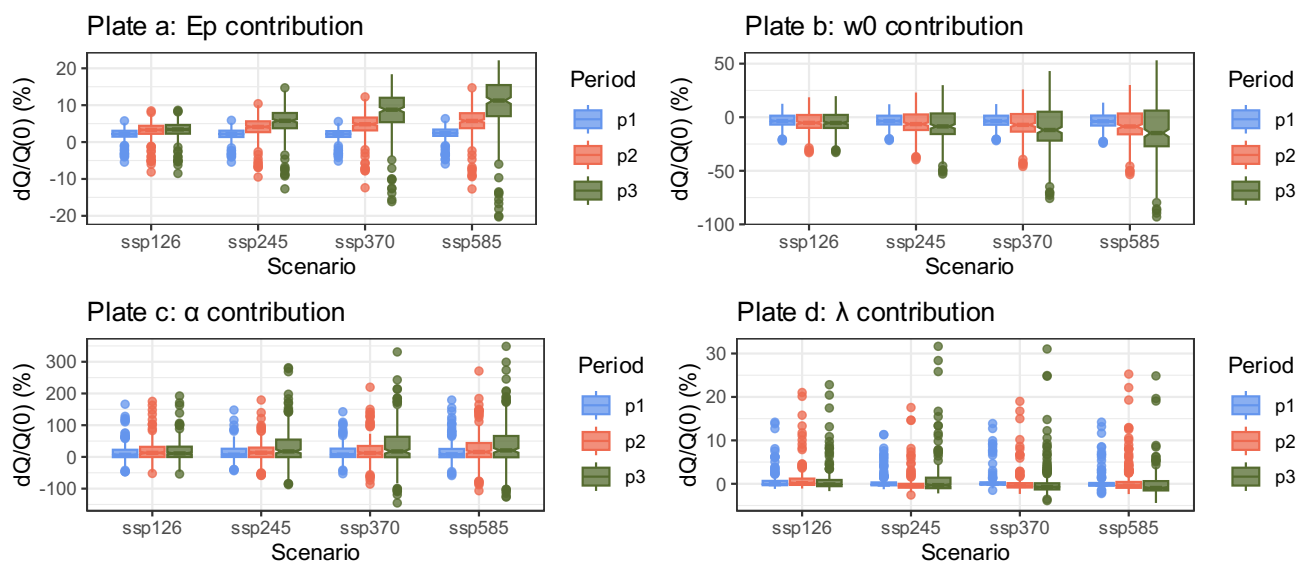 Plate a: Ep contribution
dQ/Q(0) (%)
20
10
0
-10
-20
ssp126
ssp245
ssp370
ssp585
Scenario
Period
p1
p2
p3
Plate b: w0 contribution
dQ/Q(0) (%)
50
0
-50
-100
ssp126
ssp245
ssp370
ssp585
Scenario
Period
p1
p2
p3
Plate c: α contribution
dQ/Q(0) (%)
300
200
100
0
-100
ssp126
ssp245
ssp370
ssp585
Scenario
Period
p1
p2
p3
Plate d: λ contribution
dQ/Q(0) (%)
30
20
10
0
ssp126
ssp245
ssp370
ssp585
Scenario
Period
p1
p2
p3